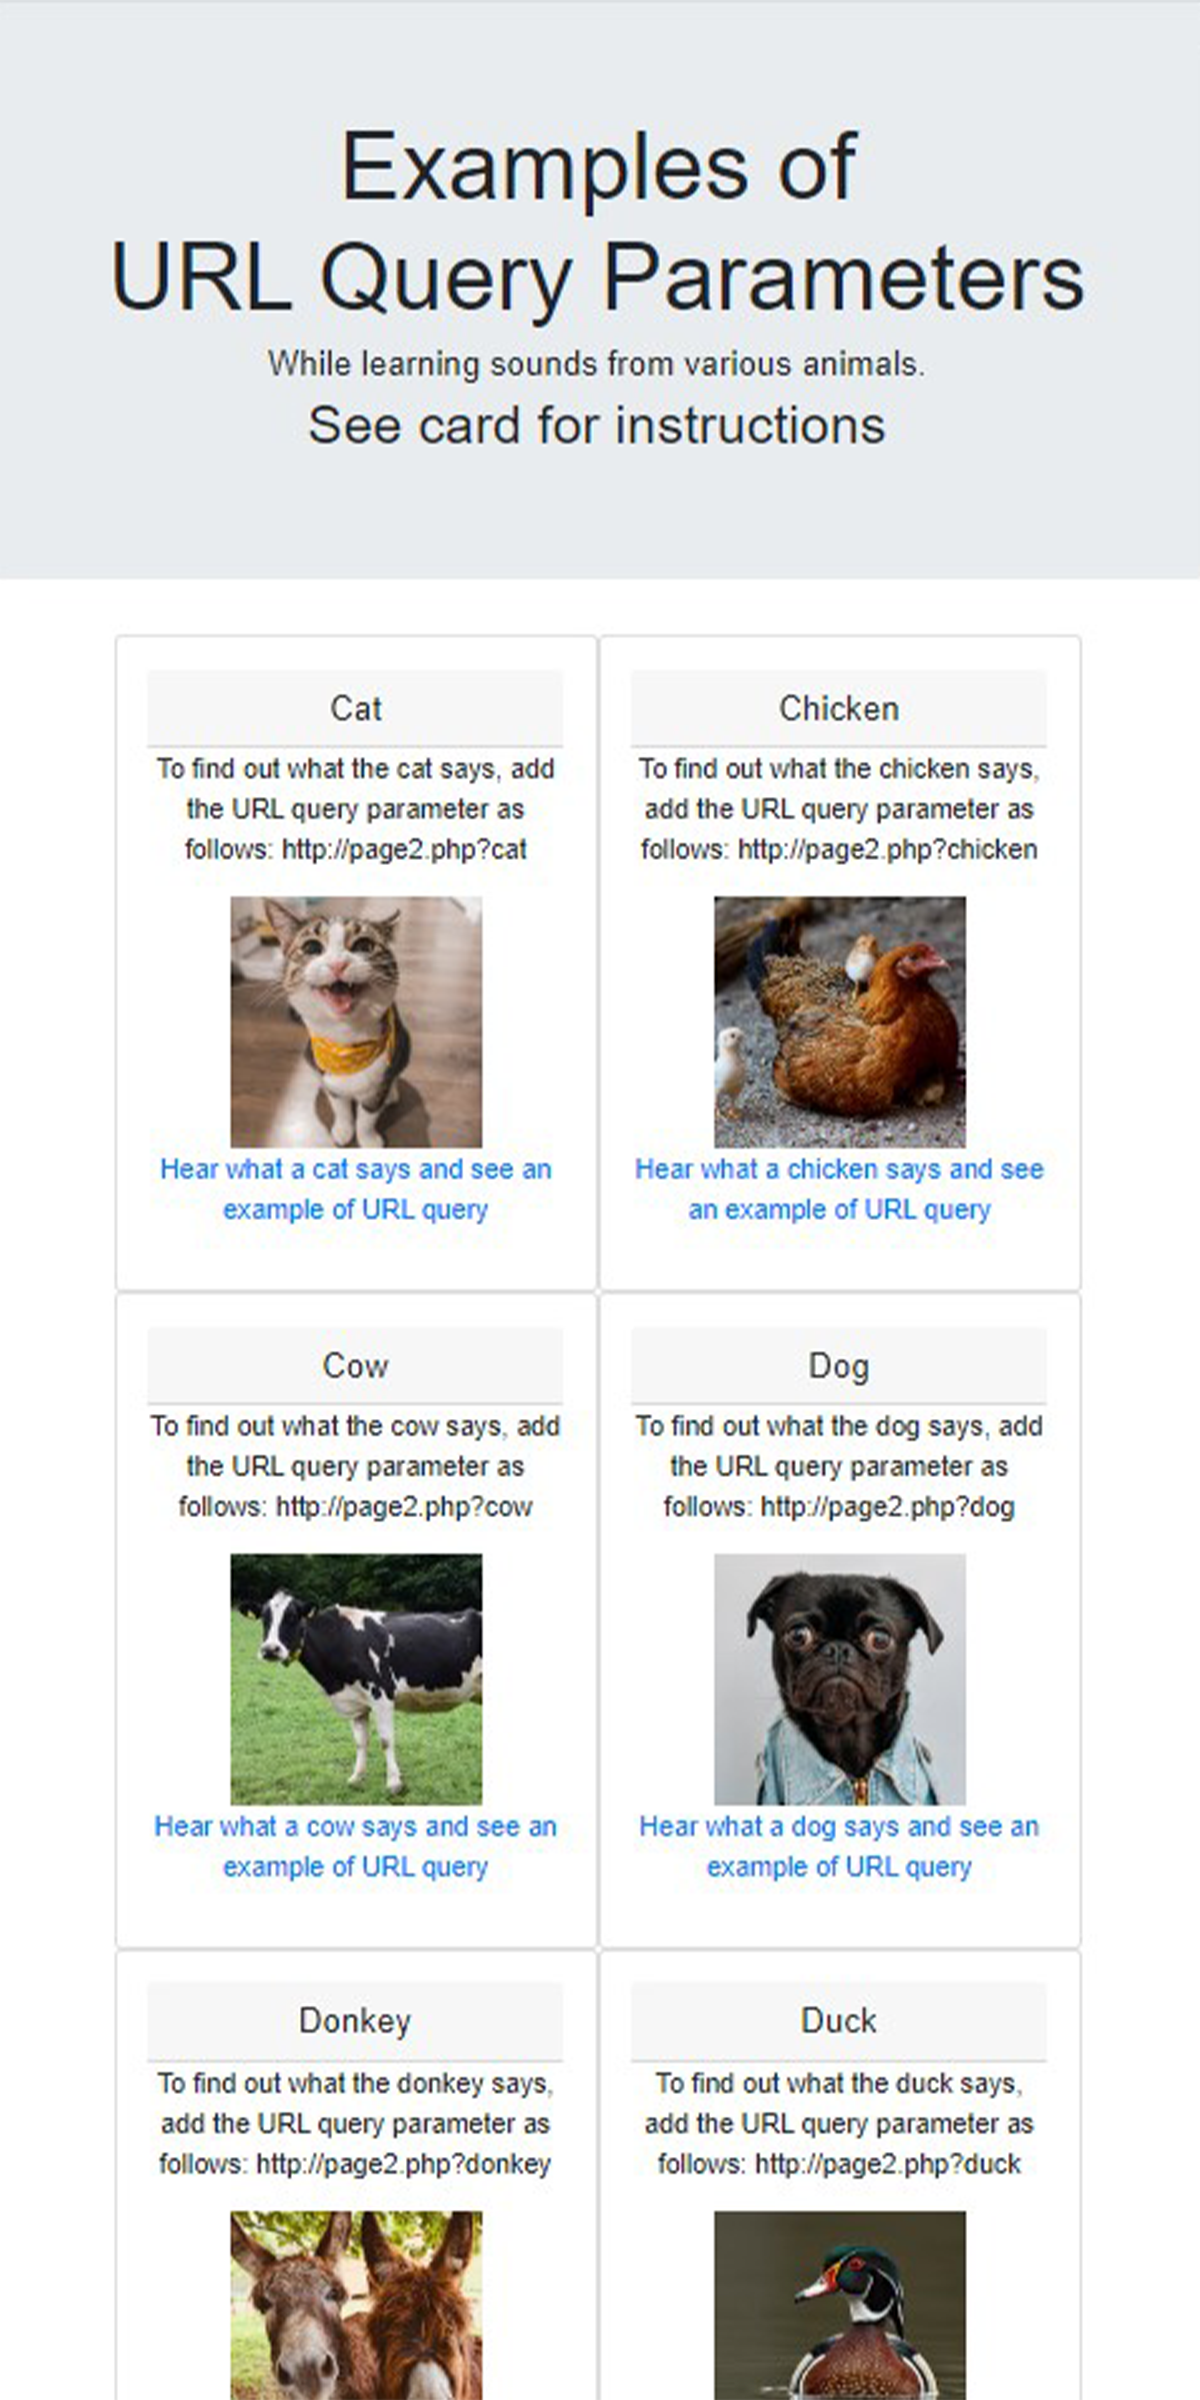 Examples of
URL Query Parameters
While learning sounds from various animals.
See card for instructions
Cat
To find out what the cat says, add
the URL query parameter as
follows: http://page2.php?cat
Hear what a cat says and see an
example of URL query
Chicken
To find out what the chicken says,
add the URL query parameter as
follows: http://page2.php?chicken
Hear what a chicken says and see
an example of URL query
Cow
To find out what the cow says, add
the URL query parameter as
follows: http://page2.php?cow
Hear what a cow says and see an
example of URL query
Dog
To find out what the dog says, add
the URL query parameter as
follows: http://page2.php?dog
Hear what a dog says and see an
example of URL query
Donkey
To find out what the donkey says,
add the URL query parameter as
follows: http://page2.php?donkey
Duck
To find out what the duck says,
add the URL query parameter as
follows: http://page2.php?duck